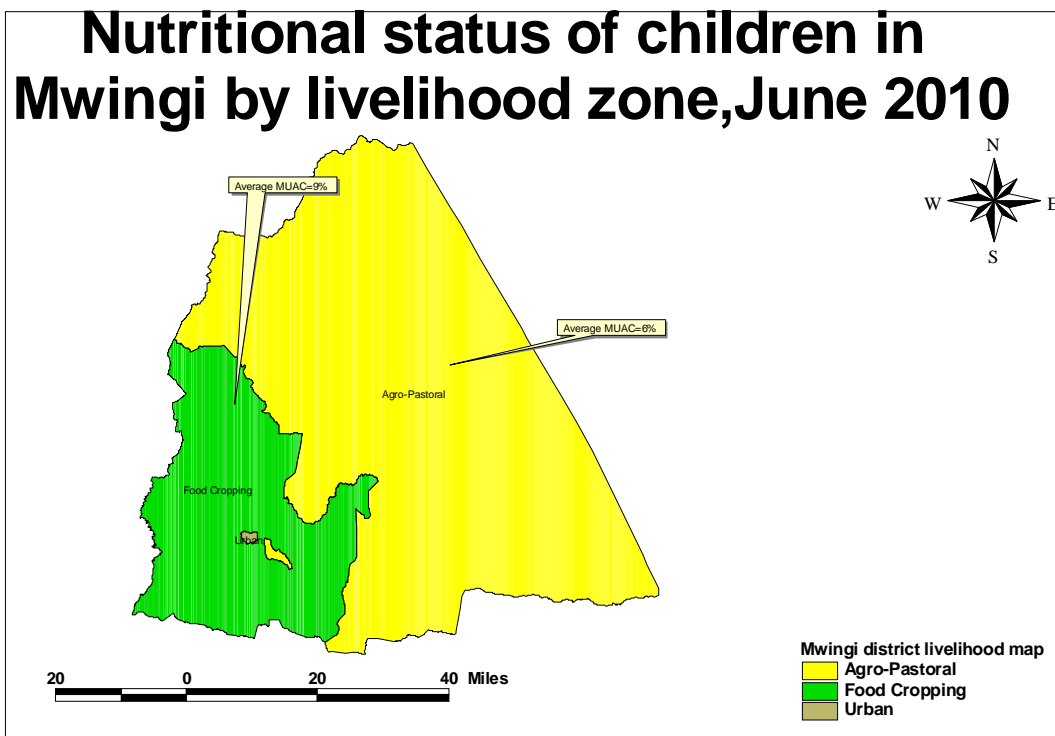 Nutritional status of children in
Mwingi by livelihood zone,June 2010
N
W E
S
Average MUAC=9%
Average MUAC=6%
Agro-Pastoral
Food Cropping
Urban
20 0 20 40 Miles
Mwingi district livelihood map
Agro-Pastoral
Food Cropping
Urban